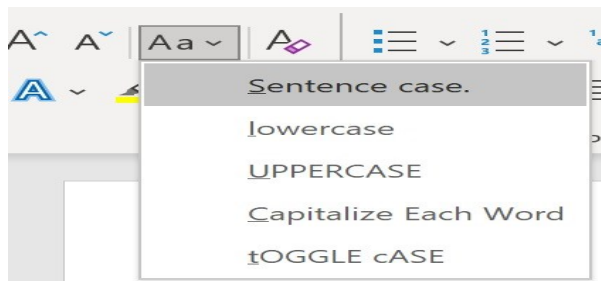 A A Aa A
A
Sentence case.
lowercase
UPPERCASE
Capitalize Each Word
tOGGLE cASE